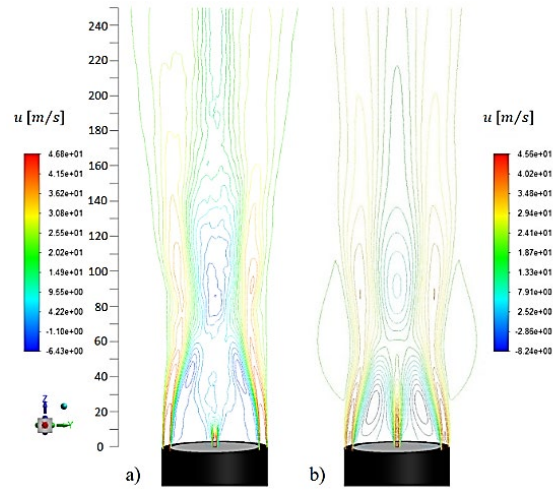 240
220
200
u [m/s]
u [m/s]
180
4.68e+01
4.56e+01
160
4.15e+01
4.02e+01
3.62e+01
3.48e+01
140
3.08e+01
2.94e+01
2.55e+01
2.41e+01
120
2.02e+01
1.87e+01
1.49e+01
1.33e+01
100
9.55e+00
7.91e+00
4.22e+00
2.52e+00
80
-1.10e+00
-2.86e+00
-6.43e+00
-8.24e+00
60
40
Z
20
Y
0
a)
b)